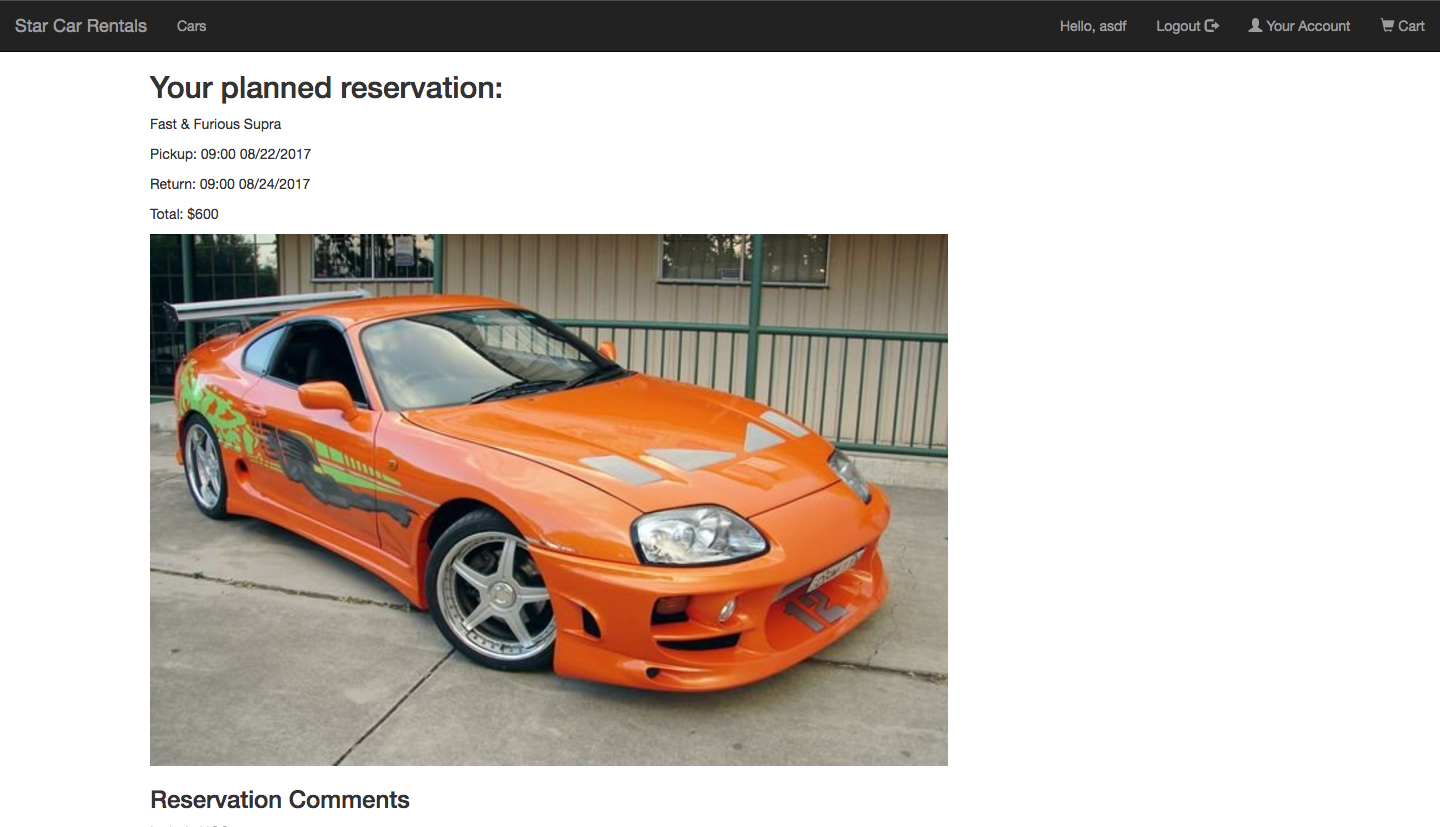 Star Car Rentals Cars Hello, asdf Logout Your Account Cart
Your planned reservation:
Fast & Furious Supra
Pickup: 09:00 08/22/2017
Return: 09:00 08/24/2017
Total: $600
12
Reservation Comments